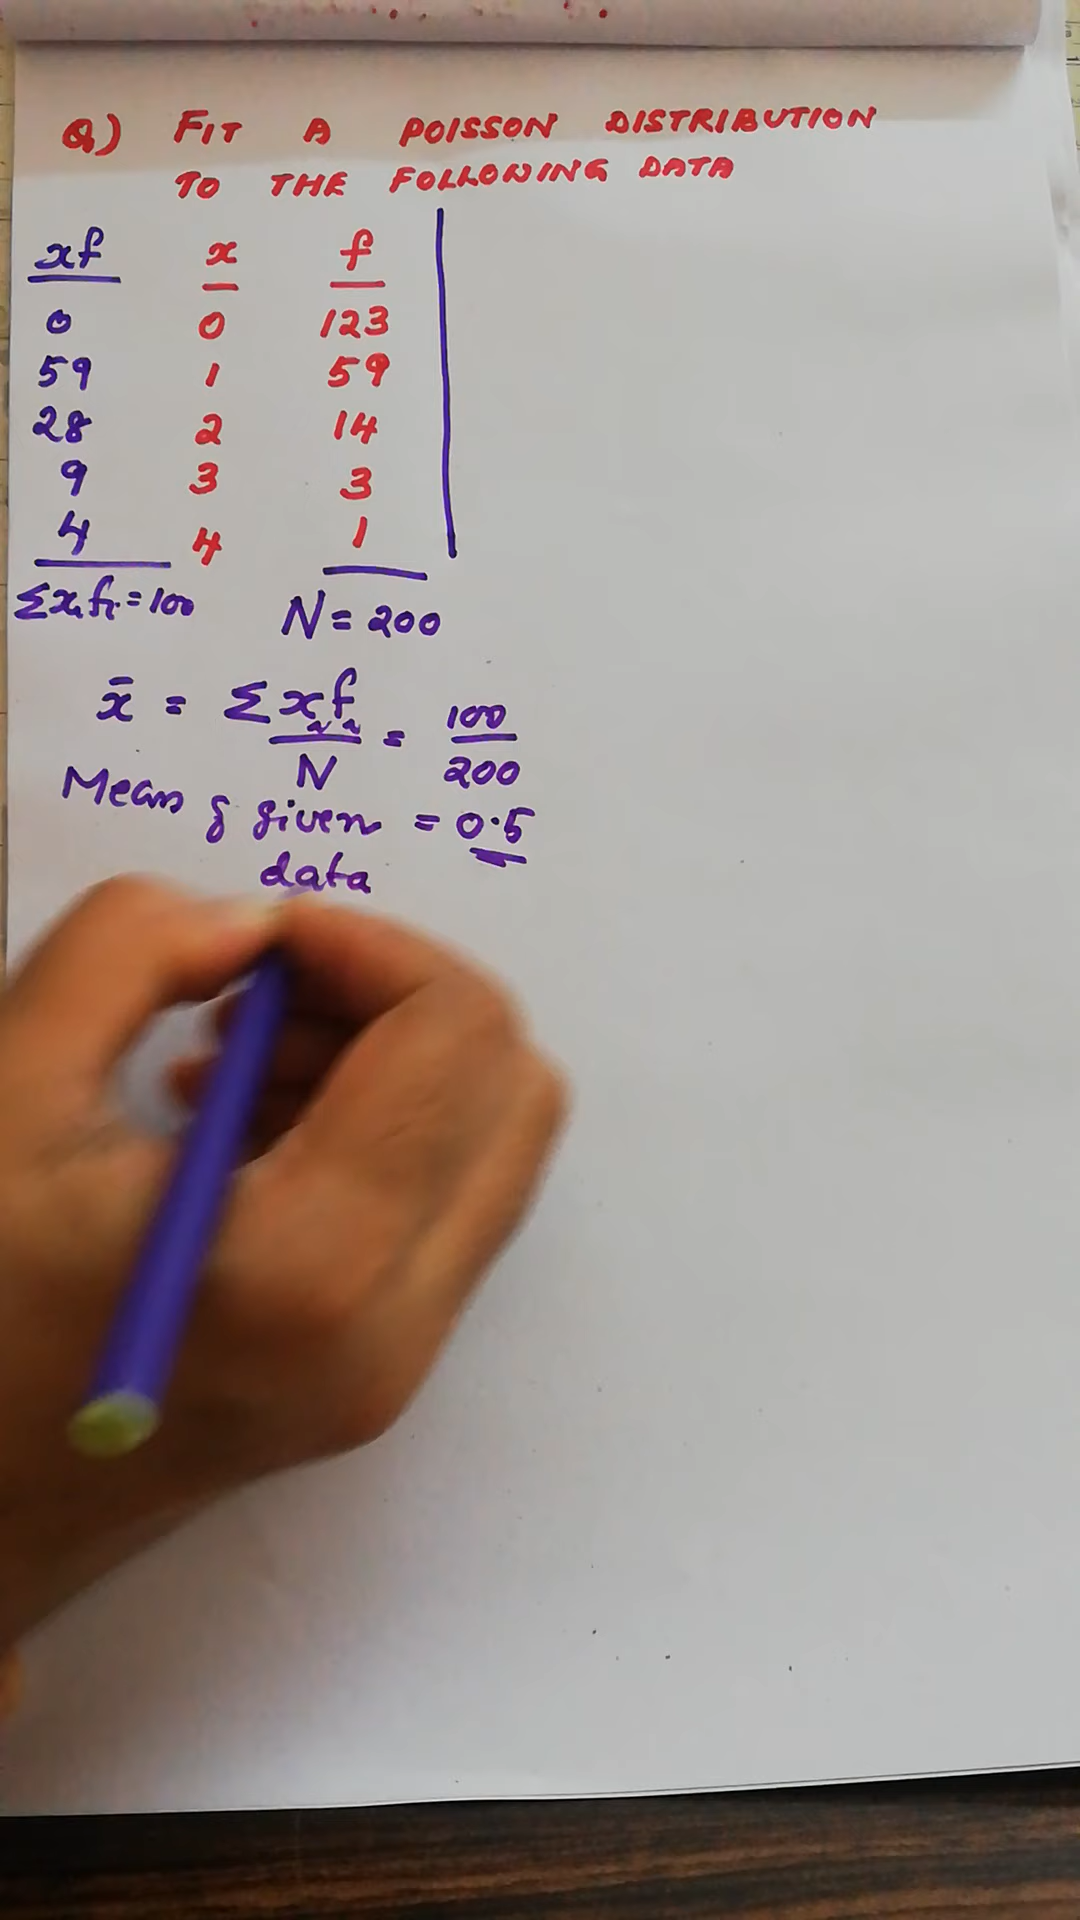 Q) FIT A POISSON DISTRIBUTION
TO THE FOLLOWING DATA
xf x f
0 0 123
59 1 59
28 2 14
9 3 3
4 4 1
Σxᵢfᵢ = 100 N = 200
x̄ = Σxᵢfᵢ/N = 100/200
Mean of given = 0.5
data